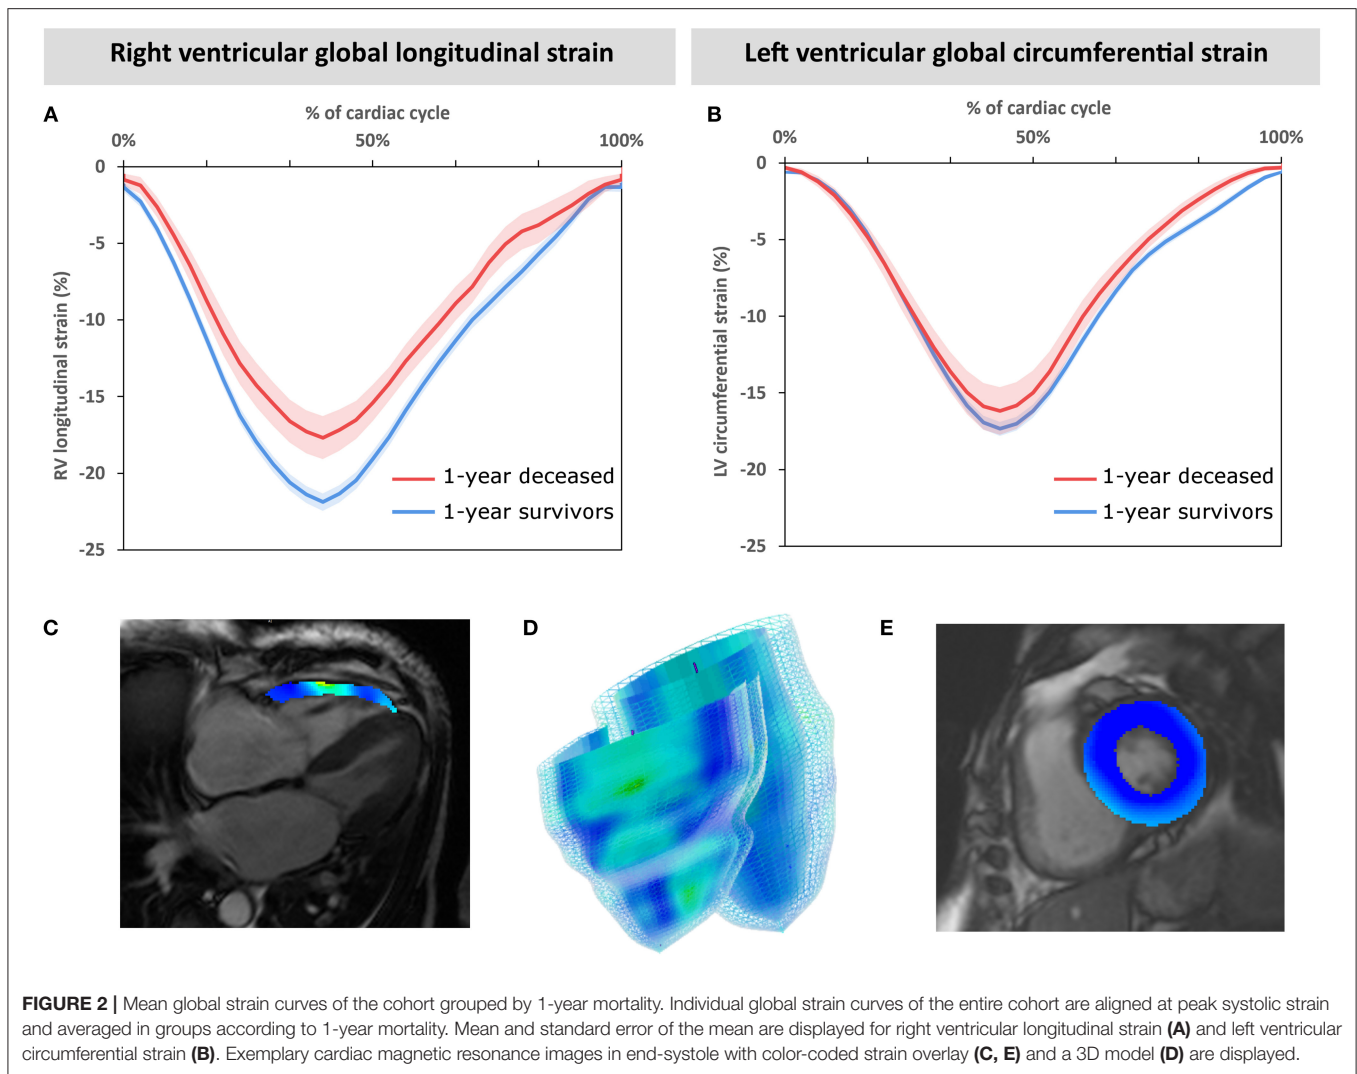 Right ventricular global longitudinal strain
Left ventricular global circumferential strain
A
% of cardiac cycle
0% 50% 100%
0
-5
-10
-15
-20
-25
RV longitudinal strain (%)
1-year deceased
1-year survivors
B
% of cardiac cycle
0% 50% 100%
0
-5
-10
-15
-20
-25
LV circumferential strain (%)
1-year deceased
1-year survivors
C
D
E
FIGURE 2 | Mean global strain curves of the cohort grouped by 1-year mortality. Individual global strain curves of the entire cohort are aligned at peak systolic strain
and averaged in groups according to 1-year mortality. Mean and standard error of the mean are displayed for right ventricular longitudinal strain (A) and left ventricular
circumferential strain (B). Exemplary cardiac magnetic resonance images in end-systole with color-coded strain overlay (C, E) and a 3D model (D) are displayed.